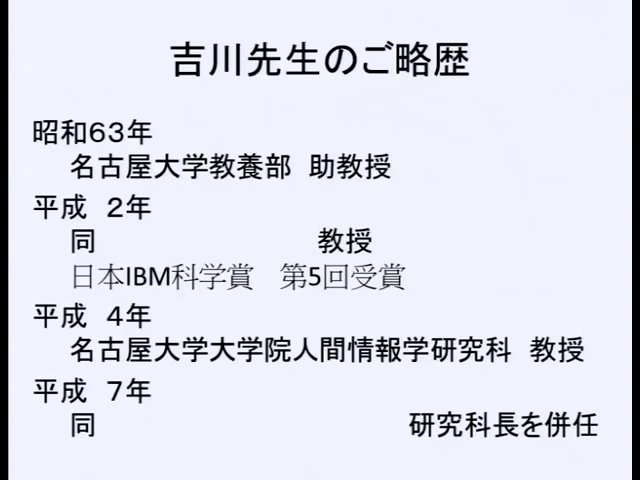 吉川先生のご略歴
昭和63年
名古屋大学教養部　助教授
平成　2年
同　　　　　　　　教授
日本IBM科学賞　第5回受賞
平成　4年
名古屋大学大学院人間情報学研究科　教授
平成　7年
同　　　　　　　　　　　研究科長を併任